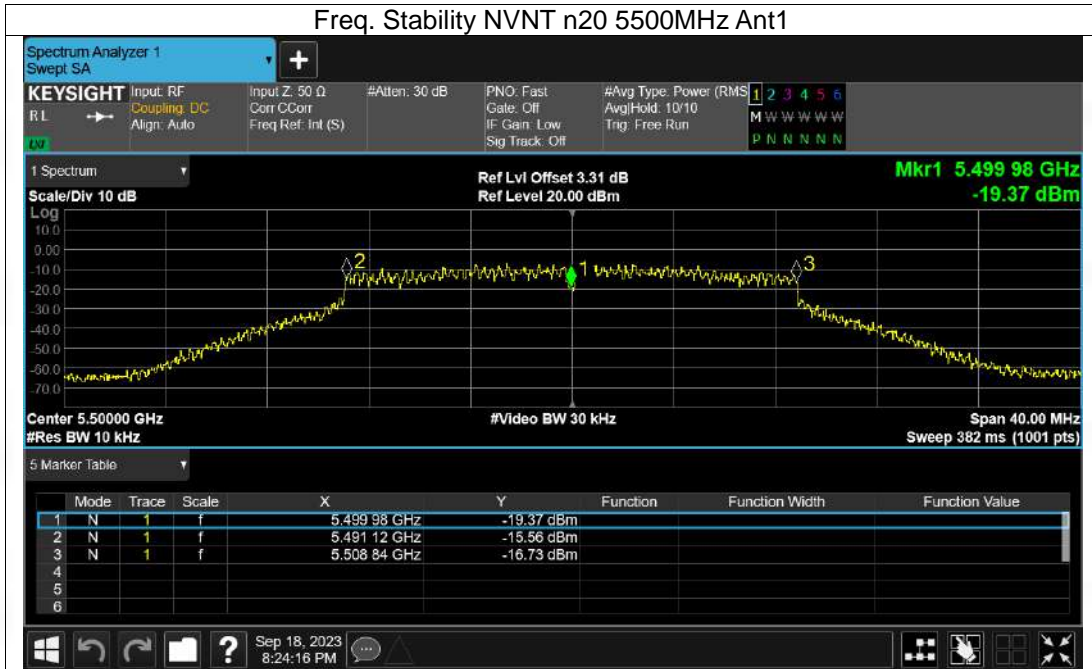 Freq. Stability NVNT n20 5500MHz Ant1
Spectrum Analyzer 1
Swept SA
+
KEYSIGHT
RL
LXI
Input: RF
Coupling: DC
Align: Auto
Input Z: 50 Ω
Corr CCorr
Freq Ref: Int (S)
#Atten: 30 dB
PNO: Fast
Gate: Off
IF Gain: Low
Sig Track: Off
#Avg Type: Power (RMS
Avg|Hold: 10/10
Trig: Free Run
1 2 3 4 5 6
M W W W W W
P N N N N N
1 Spectrum
Scale/Div 10 dB
Ref Lvl Offset 3.31 dB
Ref Level 20.00 dBm
Mkr1 5.499 98 GHz
-19.37 dBm
Log
10.0
0.00
-10.0
-20.0
-30.0
-40.0
-50.0
-60.0
-70.0
2
1
3
Center 5.50000 GHz
#Res BW 10 kHz
#Video BW 30 kHz
Span 40.00 MHz
Sweep 382 ms (1001 pts)
5 Marker Table
Mode Trace Scale X Y Function Function Width Function Value
1 N 1 f 5.499 98 GHz -19.37 dBm
2 N 1 f 5.491 12 GHz -15.56 dBm
3 N 1 f 5.508 84 GHz -16.73 dBm
4
5
6
?
Sep 18, 2023
8:24:16 PM